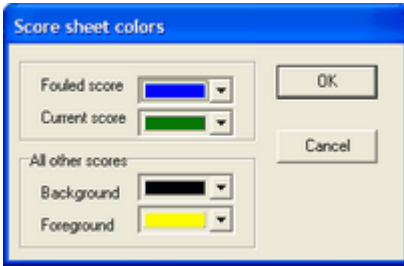 Score sheet colors
Fouled score
OK
Current score
Cancel
All other scores
Background
Foreground